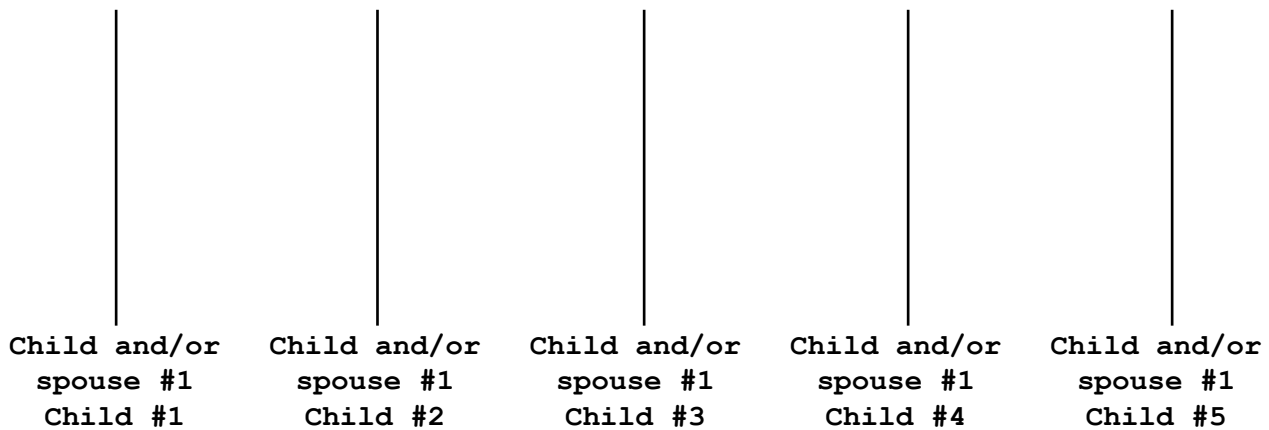 Child and/or Child and/or Child and/or Child and/or Child and/or
spouse #1 spouse #1 spouse #1 spouse #1 spouse #1
Child #1 Child #2 Child #3 Child #4 Child #5